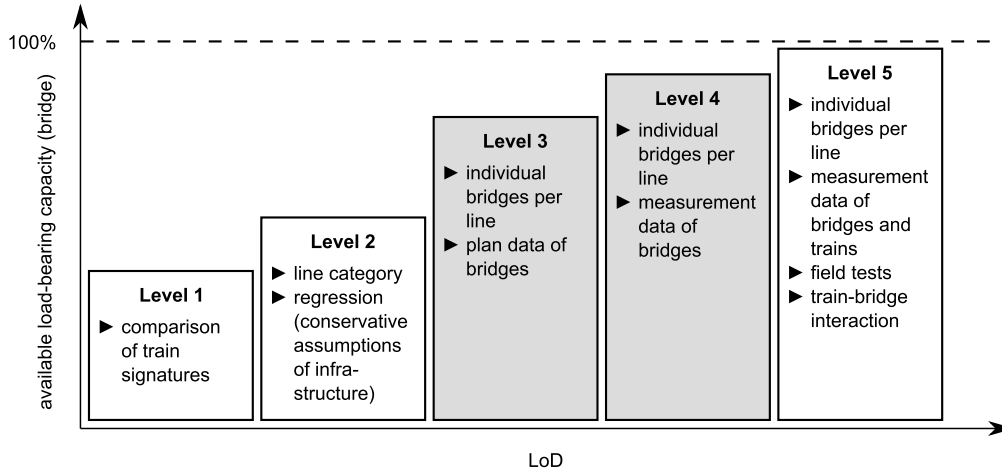 100%
available load-bearing capacity (bridge)
Level 1
► comparison
of train
signatures
Level 2
► line category
► regression
(conservative
assumptions
of infra-
structure)
Level 3
► individual
bridges per
line
► plan data of
bridges
Level 4
► individual
bridges per
line
► measurement
data of
bridges
Level 5
► individual
bridges per
line
► measurement
data of
bridges and
trains
► field tests
► train-bridge
interaction
LoD